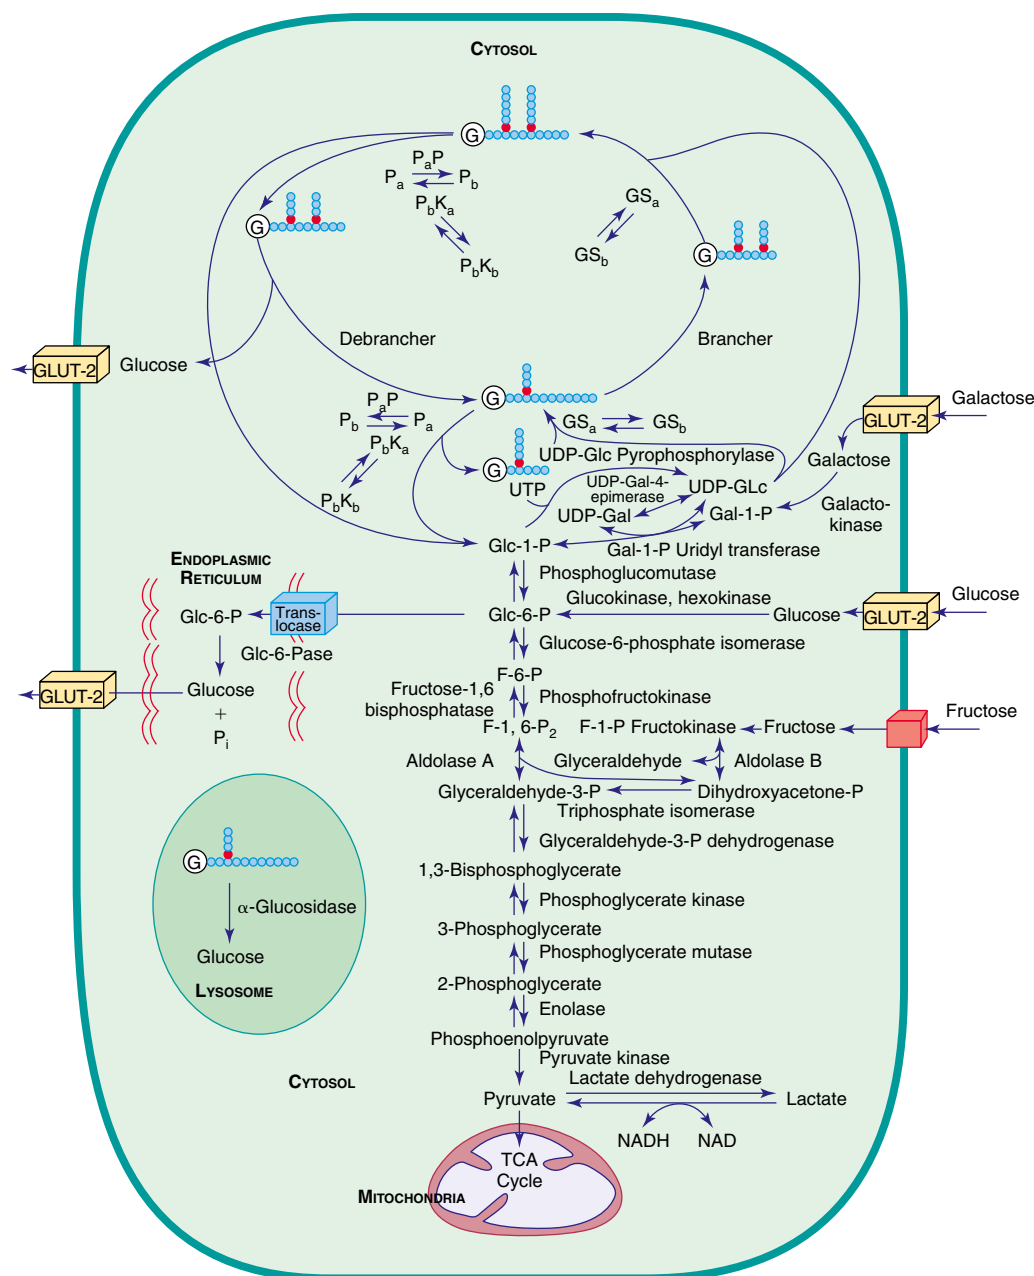 CYTOSOL
G
PaP
Pa Pb
PbKa
PbKb
GSa
GSb
G
G
Debrancher
Brancher
GLUT-2
Glucose
G
PaP
Pb Pa
PbKa
PbKb
GSa GSb
G
UDP-Glc Pyrophosphorylase
UTP
UDP-Gal-4-
epimerase
UDP-GLc
UDP-Gal
Gal-1-P
Galactose
GLUT-2
Galactose
Galacto-
kinase
Glc-1-P
Gal-1-P Uridyl transferase
Phosphoglucomutase
ENDOPLASMIC
RETICULUM
Glc-6-P
Trans-
locase
Glc-6-P
Glucokinase, hexokinase
Glucose
GLUT-2
Glucose
Glc-6-Pase
Glucose-6-phosphate isomerase
GLUT-2
Glucose
+
Pi
F-6-P
Fructose-1,6
bisphosphatase
Phosphofructokinase
F-1, 6-P2
F-1-P Fructokinase
Fructose
Fructose
Aldolase A
Glyceraldehyde
Aldolase B
Glyceraldehyde-3-P
Dihydroxyacetone-P
Triphosphate isomerase
Glyceraldehyde-3-P dehydrogenase
1,3-Bisphosphoglycerate
Phosphoglycerate kinase
3-Phosphoglycerate
Phosphoglycerate mutase
2-Phosphoglycerate
Enolase
Phosphoenolpyruvate
Pyruvate kinase
G
α-Glucosidase
Glucose
LYSOSOME
CYTOSOL
Lactate dehydrogenase
Pyruvate
Lactate
NADH
NAD
TCA
Cycle
MITOCHONDRIA